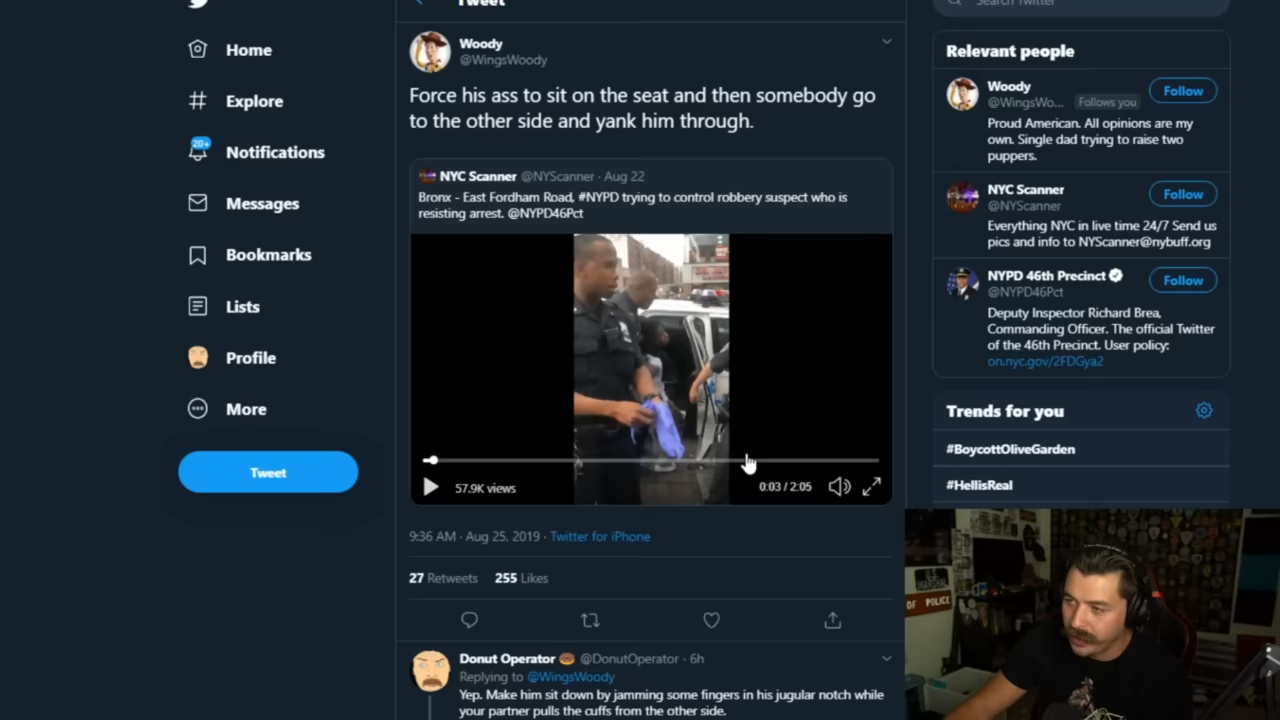 Tweet
Search Twitter
Home
Explore
20+
Notifications
Messages
Bookmarks
Lists
Profile
More
Tweet
Woody
@WingsWoody
Force his ass to sit on the seat and then somebody go
to the other side and yank him through.
NYC Scanner @NYScanner · Aug 22
Bronx - East Fordham Road, #NYPD trying to control robbery suspect who is
resisting arrest. @NYPD46Pct
57.9K views
0:03 / 2:05
9:36 AM · Aug 25, 2019 · Twitter for iPhone
27 Retweets 255 Likes
Donut Operator @DonutOperator · 6h
Replying to @WingsWoody
Yep. Make him sit down by jamming some fingers in his jugular notch while
your partner pulls the cuffs from the other side.
Relevant people
Woody
@WingsWo... Follows you
Follow
Proud American. All opinions are my
own. Single dad trying to raise two
puppers.
NYC Scanner
@NYScanner
Follow
Everything NYC in live time 24/7 Send us
pics and info to NYScanner@nybuff.org
NYPD 46th Precinct
@NYPD46Pct
Follow
Deputy Inspector Richard Brea,
Commanding Officer. The official Twitter
of the 46th Precinct. User policy:
on.nyc.gov/2FDGya2
Trends for you
#BoycottOliveGarden
#HellisReal
OF POLICE